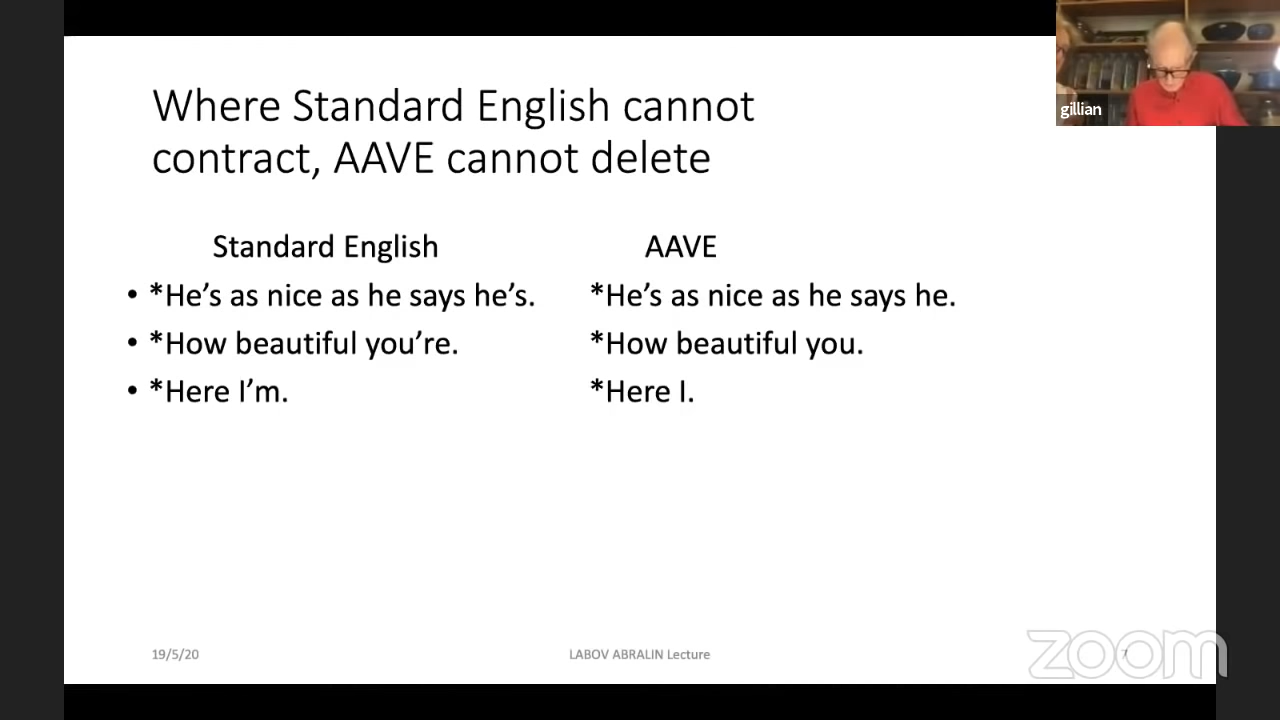 gillian
Where Standard English cannot
contract, AAVE cannot delete
Standard English AAVE
• *He’s as nice as he says he’s. *He’s as nice as he says he.
• *How beautiful you’re. *How beautiful you.
• *Here I’m. *Here I.
19/5/20 LABOV ABRALIN Lecture 7
zoom